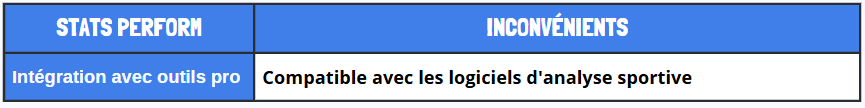 STATS PERFORM INCONVÉNIENTS
Intégration avec outils pro Compatible avec les logiciels d'analyse sportive